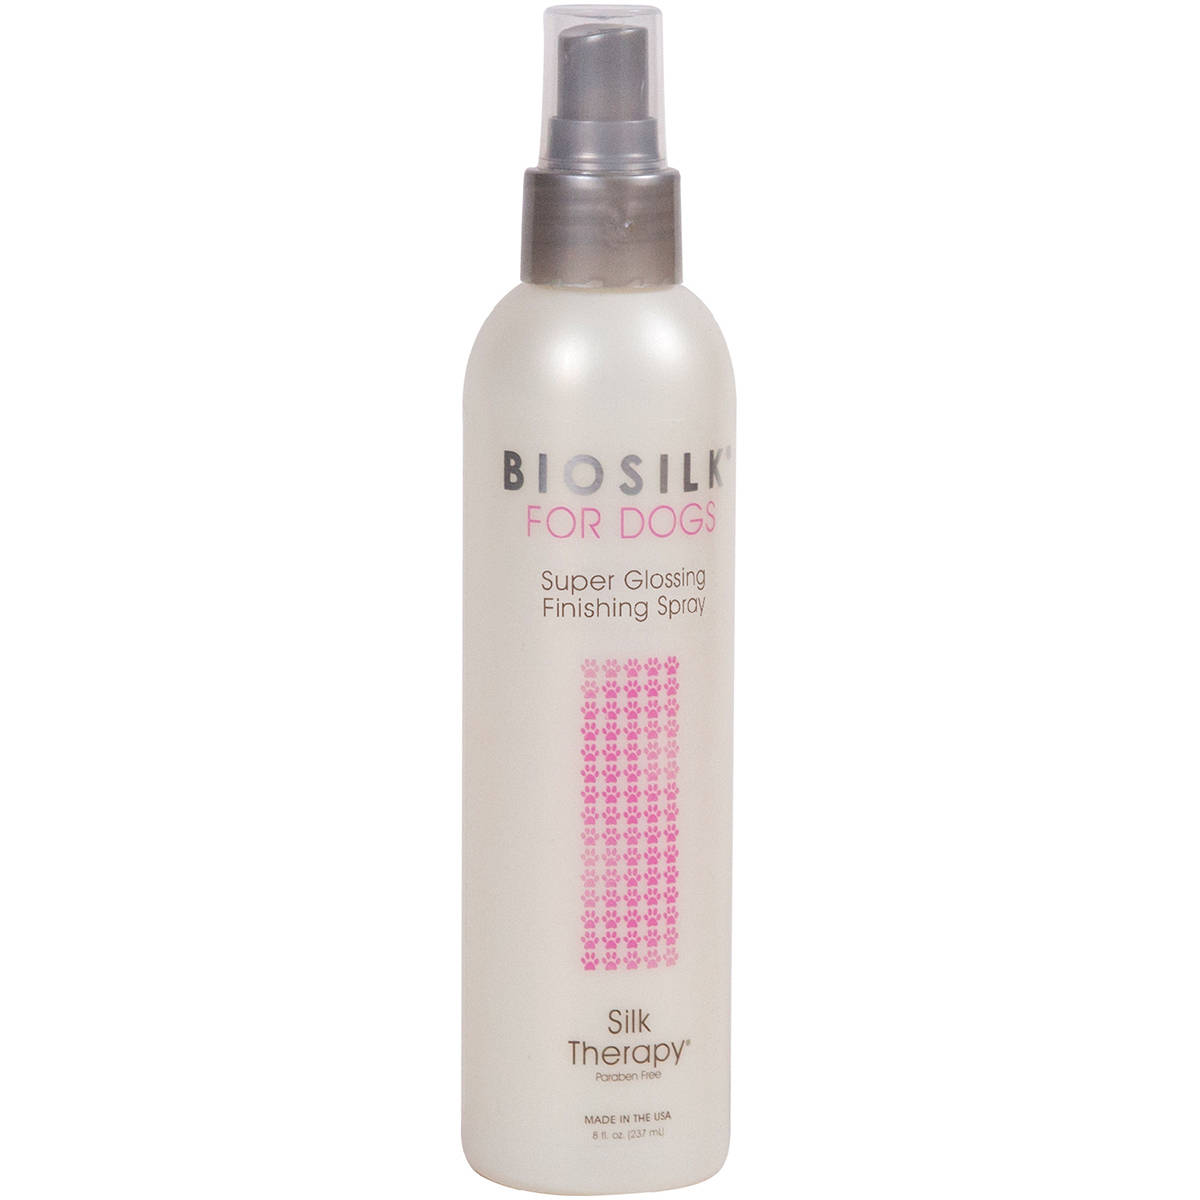 BIOSILK®
FOR DOGS
Super Glossing
Finishing Spray
Silk
Therapy®
Paraben Free
MADE IN THE USA
8 fl. oz. (237 mL)